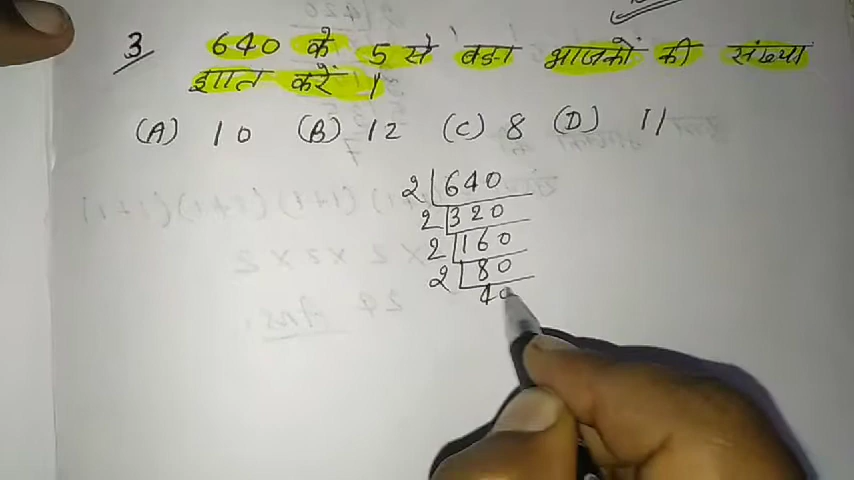 3 640 के 5 से बडा भाजकों की संख्या
ज्ञात करें ।
(A) 10 (B) 12 (C) 8 (D) 11
2 640
2 320
2 160
2 80
40